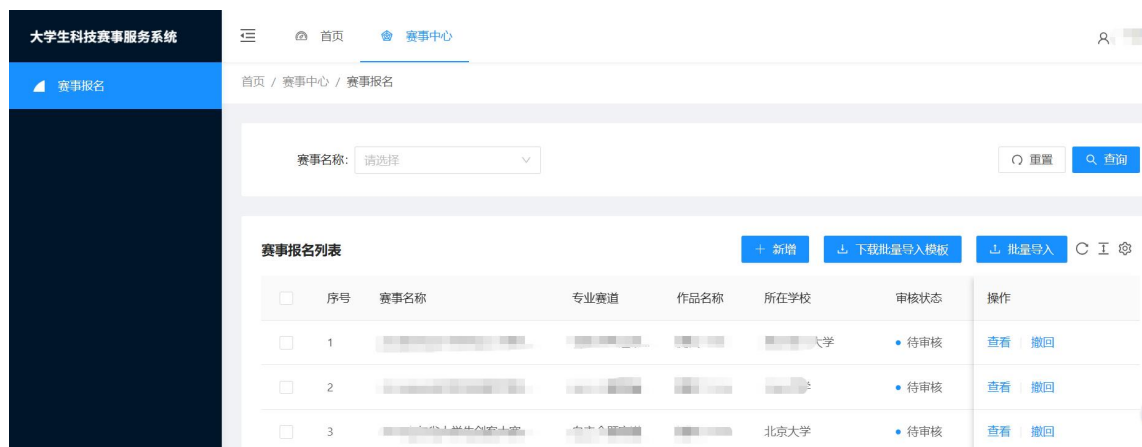 大学生科技赛事服务系统
首页 赛事中心
赛事报名
首页 / 赛事中心 / 赛事报名
赛事名称: 请选择 重置 查询
赛事报名列表 + 新增 下载批量导入模板 批量导入
序号 赛事名称 专业赛道 作品名称 所在学校 审核状态 操作
1 大学 待审核 查看 撤回
2 待审核 查看 撤回
3 北京大学 待审核 查看 撤回